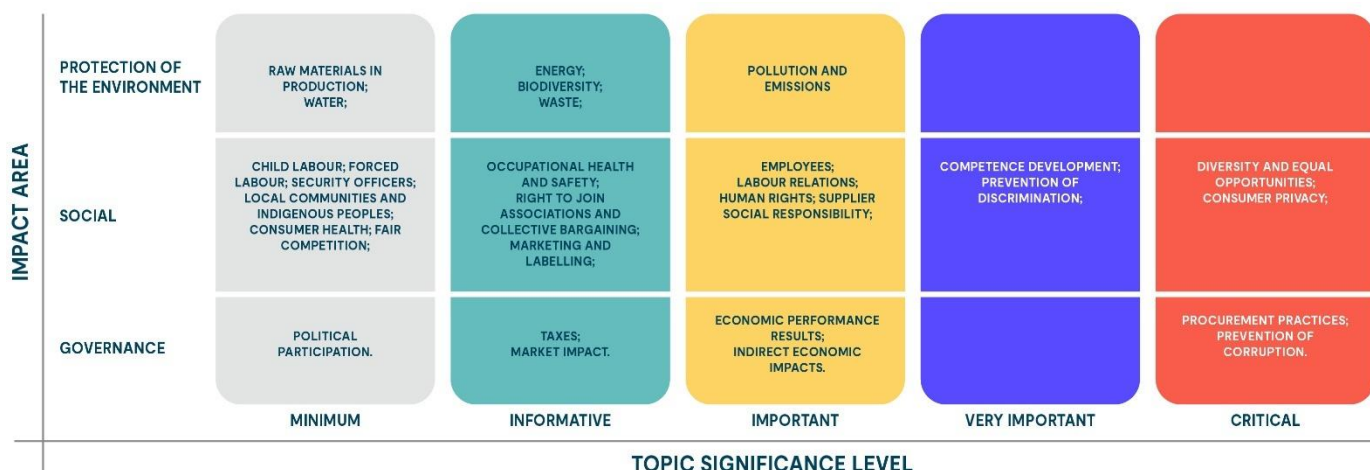 IMPACT AREA
PROTECTION OF
THE ENVIRONMENT
RAW MATERIALS IN
PRODUCTION;
WATER;
ENERGY;
BIODIVERSITY;
WASTE;
POLLUTION AND
EMISSIONS
SOCIAL
CHILD LABOUR; FORCED
LABOUR; SECURITY OFFICERS;
LOCAL COMMUNITIES AND
INDIGENOUS PEOPLES;
CONSUMER HEALTH; FAIR
COMPETITION;
OCCUPATIONAL HEALTH
AND SAFETY;
RIGHT TO JOIN
ASSOCIATIONS AND
COLLECTIVE BARGAINING;
MARKETING AND
LABELLING;
EMPLOYEES;
LABOUR RELATIONS;
HUMAN RIGHTS; SUPPLIER
SOCIAL RESPONSIBILITY;
COMPETENCE DEVELOPMENT;
PREVENTION OF
DISCRIMINATION;
DIVERSITY AND EQUAL
OPPORTUNITIES;
CONSUMER PRIVACY;
GOVERNANCE
POLITICAL
PARTICIPATION.
TAXES;
MARKET IMPACT.
ECONOMIC PERFORMANCE
RESULTS;
INDIRECT ECONOMIC
IMPACTS.
PROCUREMENT PRACTICES;
PREVENTION OF
CORRUPTION.
MINIMUM
INFORMATIVE
IMPORTANT
VERY IMPORTANT
CRITICAL
TOPIC SIGNIFICANCE LEVEL